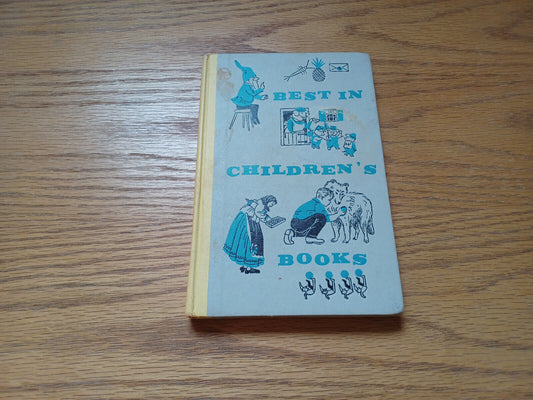 BEST IN
CHILDREN'S
BOOKS